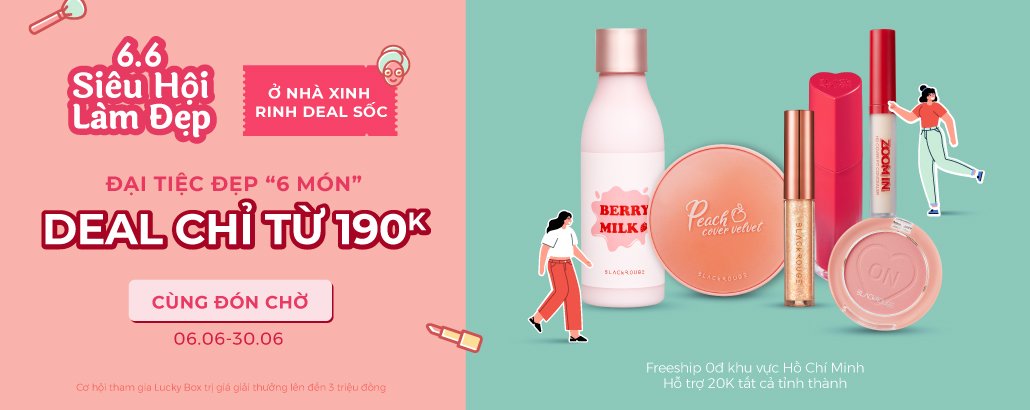 6.6
Siêu Hội
Làm Đẹp
Ở NHÀ XINH
RINH DEAL SỐC
ĐẠI TIỆC ĐẸP “6 MÓN”
DEAL CHỈ TỪ 190K
CÙNG ĐÓN CHỜ
06.06-30.06
Cơ hội tham gia Lucky Box trị giá giải thưởng lên đến 3 triệu đồng
BERRY
MILK
BLACKROUGE
Peach
cover velvet
BLACKROUGE
BLACKROUGE
ZOOM IN
ON
BLACKROUGE
Freeship 0đ khu vực Hồ Chí Minh
Hỗ trợ 20K tất cả tỉnh thành